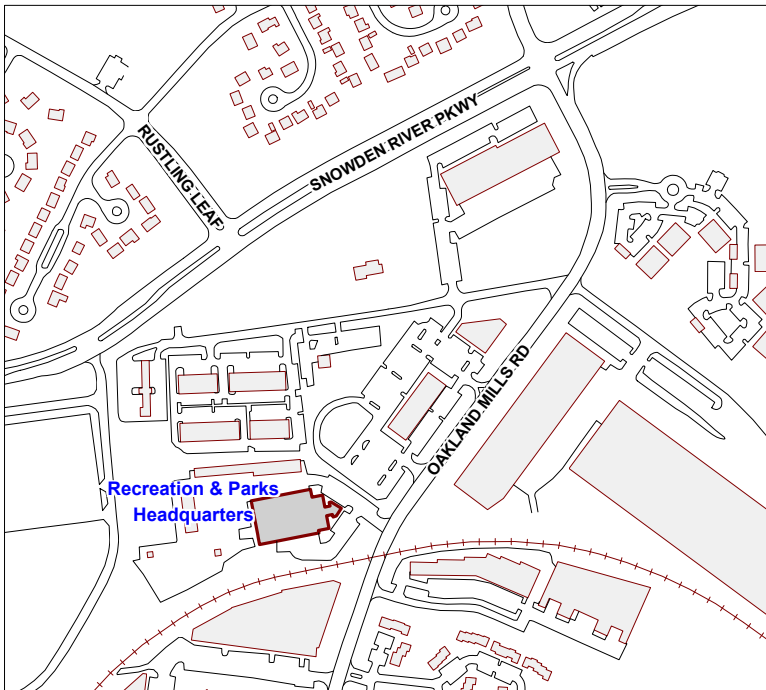 SNOWDEN RIVER PKWY
RUSTLING LEAF
OAKLAND MILLS RD
Recreation & Parks
Headquarters